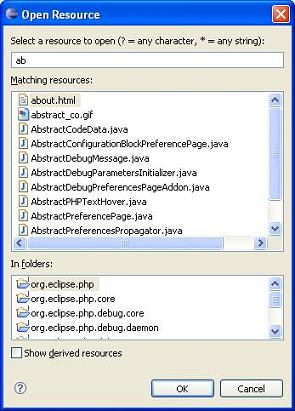 Open Resource
Select a resource to open (? = any character, * = any string):
ab
Matching resources:
about.html
abstract_co.gif
AbstractCodeData.java
AbstractConfigurationBlockPreferencePage.java
AbstractDebugMessage.java
AbstractDebugParametersInitializer.java
AbstractDebugPreferencesPageAddon.java
AbstractPHPTextHover.java
AbstractPreferencePage.java
AbstractPreferencesPropagator.java
In folders:
org.eclipse.php
org.eclipse.php.core
org.eclipse.php.debug.core
org.eclipse.php.debug.daemon
Show derived resources
?
OK
Cancel